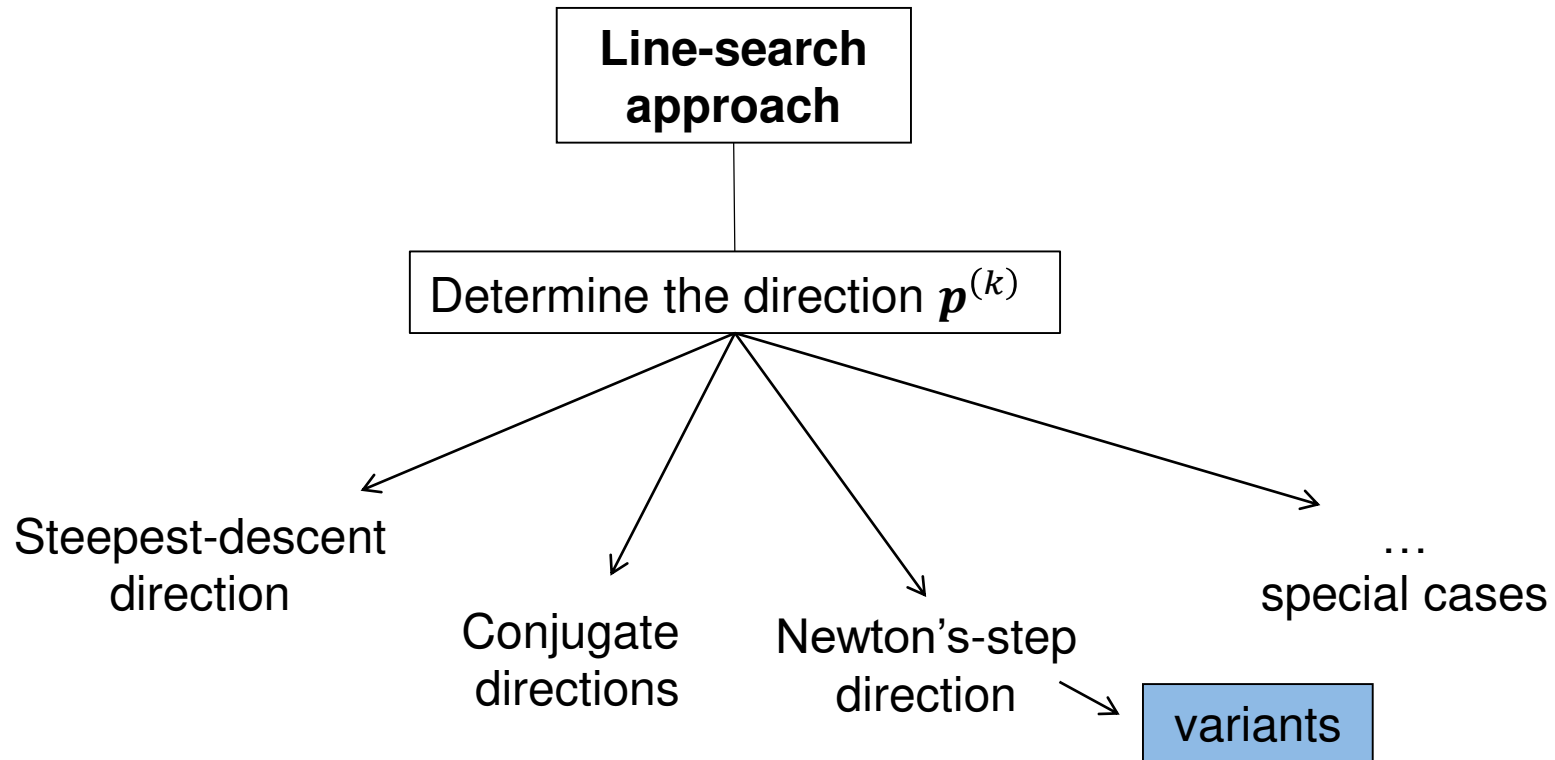 Line-search
approach
Determine the direction 𝒑^(𝑘)
Steepest-descent
direction
Conjugate
directions
Newton’s-step
direction
…
special cases
variants